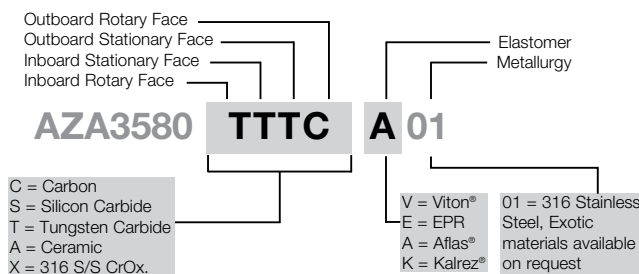 Outboard Rotary Face
Outboard Stationary Face
Inboard Stationary Face
Inboard Rotary Face
Elastomer
Metallurgy
AZA3580 TTTC A 01
C = Carbon
S = Silicon Carbide
T = Tungsten Carbide
A = Ceramic
X = 316 S/S CrOx.
V = Viton®
E = EPR
A = Aflas®
K = Kalrez®
01 = 316 Stainless
Steel, Exotic
materials available
on request